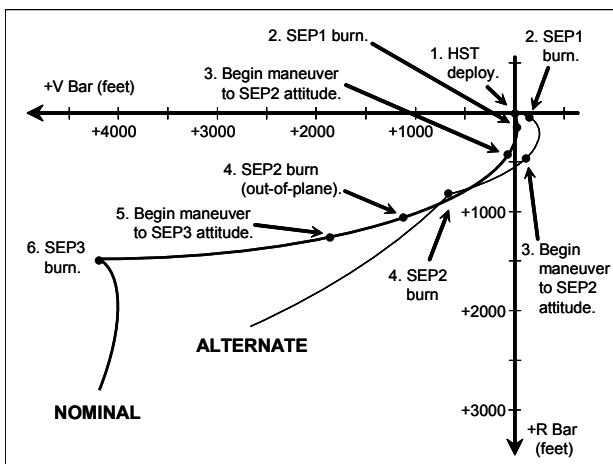 2. SEP1 burn.
2. SEP1
burn.
1. HST
deploy.
+V Bar (feet)
3. Begin maneuver
to SEP2 attitude.
+4000
+3000
+2000
+1000
4. SEP2 burn
(out-of-plane).
5. Begin maneuver
to SEP3 attitude.
6. SEP3
burn.
+1000
4. SEP2
burn
3. Begin
maneuver
to SEP2
attitude.
+2000
ALTERNATE
NOMINAL
+3000
+R Bar
(feet)